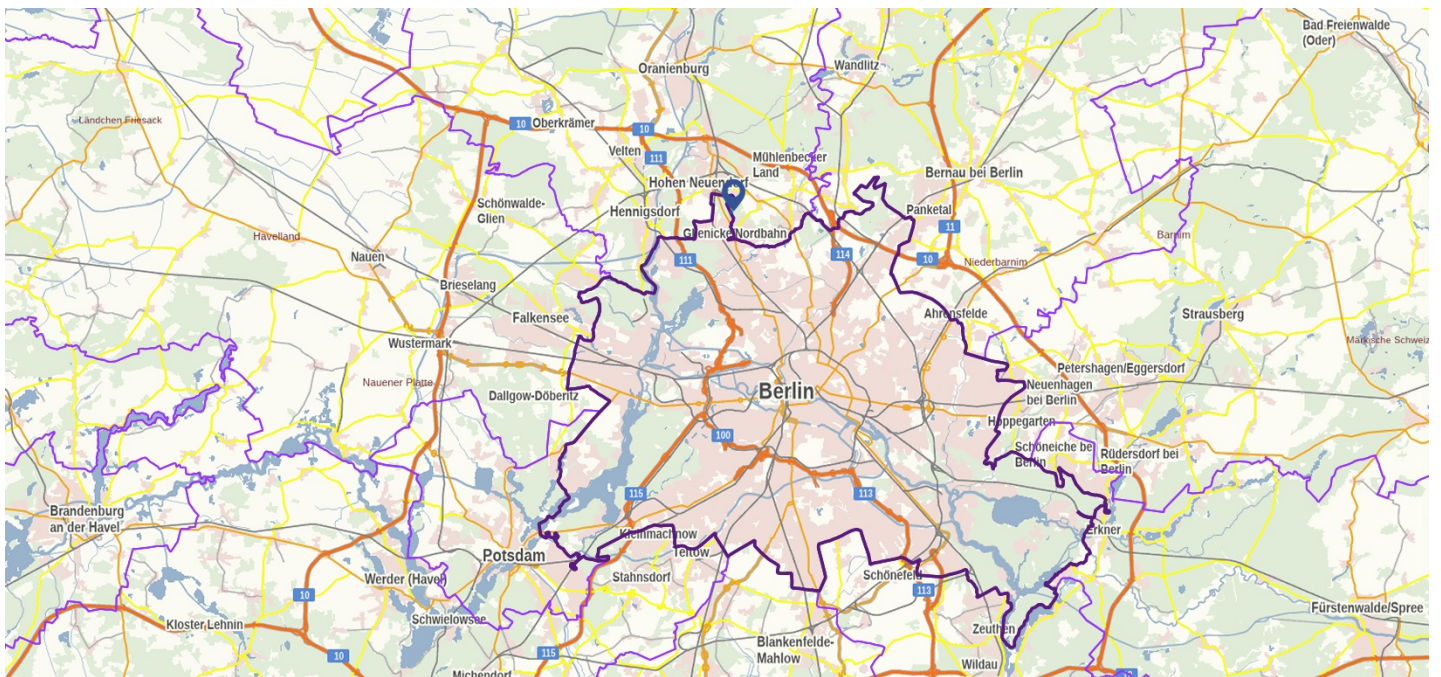 Bad Freienwalde
(Oder)
Oranienburg
Wandlitz
Ländchen Friesack
10
Oberkrämer
10
Velten
111
Mühlenbecker
Land
Bernau bei Berlin
Hohen Neuendorf
Schönwalde-
Glien
Hennigsdorf
Panketal
11
Havelland
Glienicke/Nordbahn
Barnim
Nauen
111
114
10
Niederbarnim
Brieselang
Falkensee
Ahrensfelde
Strausberg
Wustermark
Märkische Schweiz
Petershagen/Eggersdorf
Nauener Platte
Dallgow-Döberitz
Berlin
Neuenhagen
bei Berlin
Hoppegarten
100
Schöneiche be
Berlin
Rüdersdorf bei
Berlin
115
113
Brandenburg
an der Havel
Kleinmachnow
Erkner
Potsdam
Teltow
Werder (Havel)
Stahnsdorf
Schönefeld
113
10
Schwielowsee
Fürstenwalde/Spree
Kloster Lehnin
Zeuthen
Blankenfelde-
Mahlow
10
115
Wildau
Michendorf
10